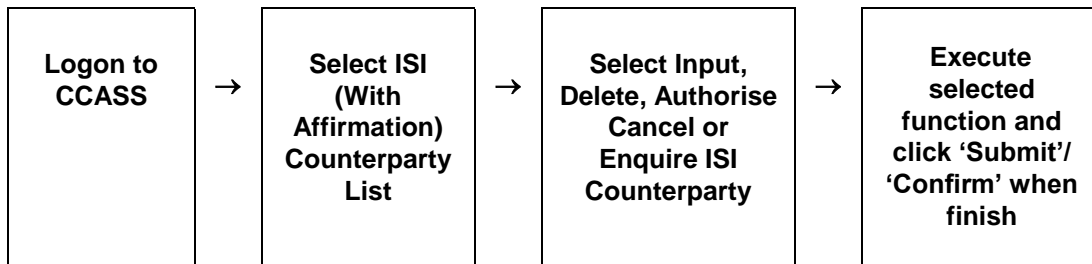 Logon to
CCASS
→
Select ISI
(With
Affirmation)
Counterparty
List
→
Select Input,
Delete, Authorise
Cancel or
Enquire ISI
Counterparty
→
Execute
selected
function and
click ‘Submit’/
‘Confirm’ when
finish